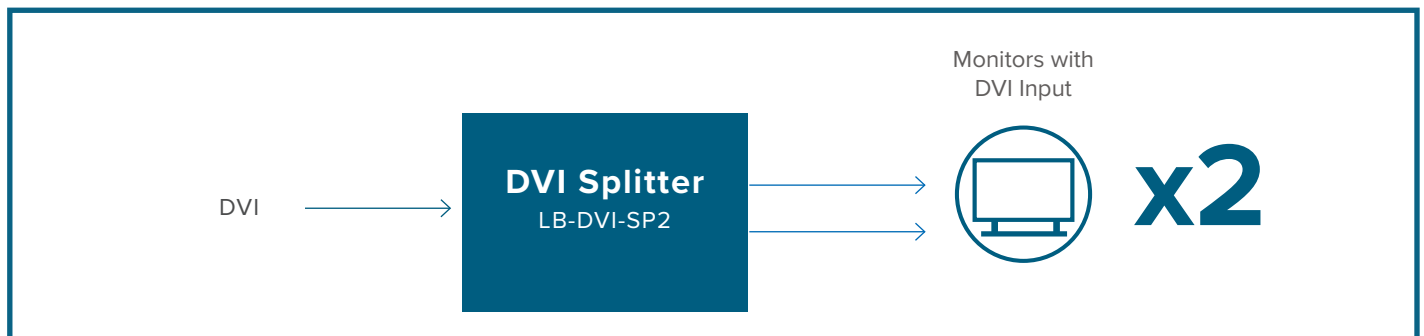 Monitors with
DVI Input
DVI Splitter
LB-DVI-SP2
DVI
x2